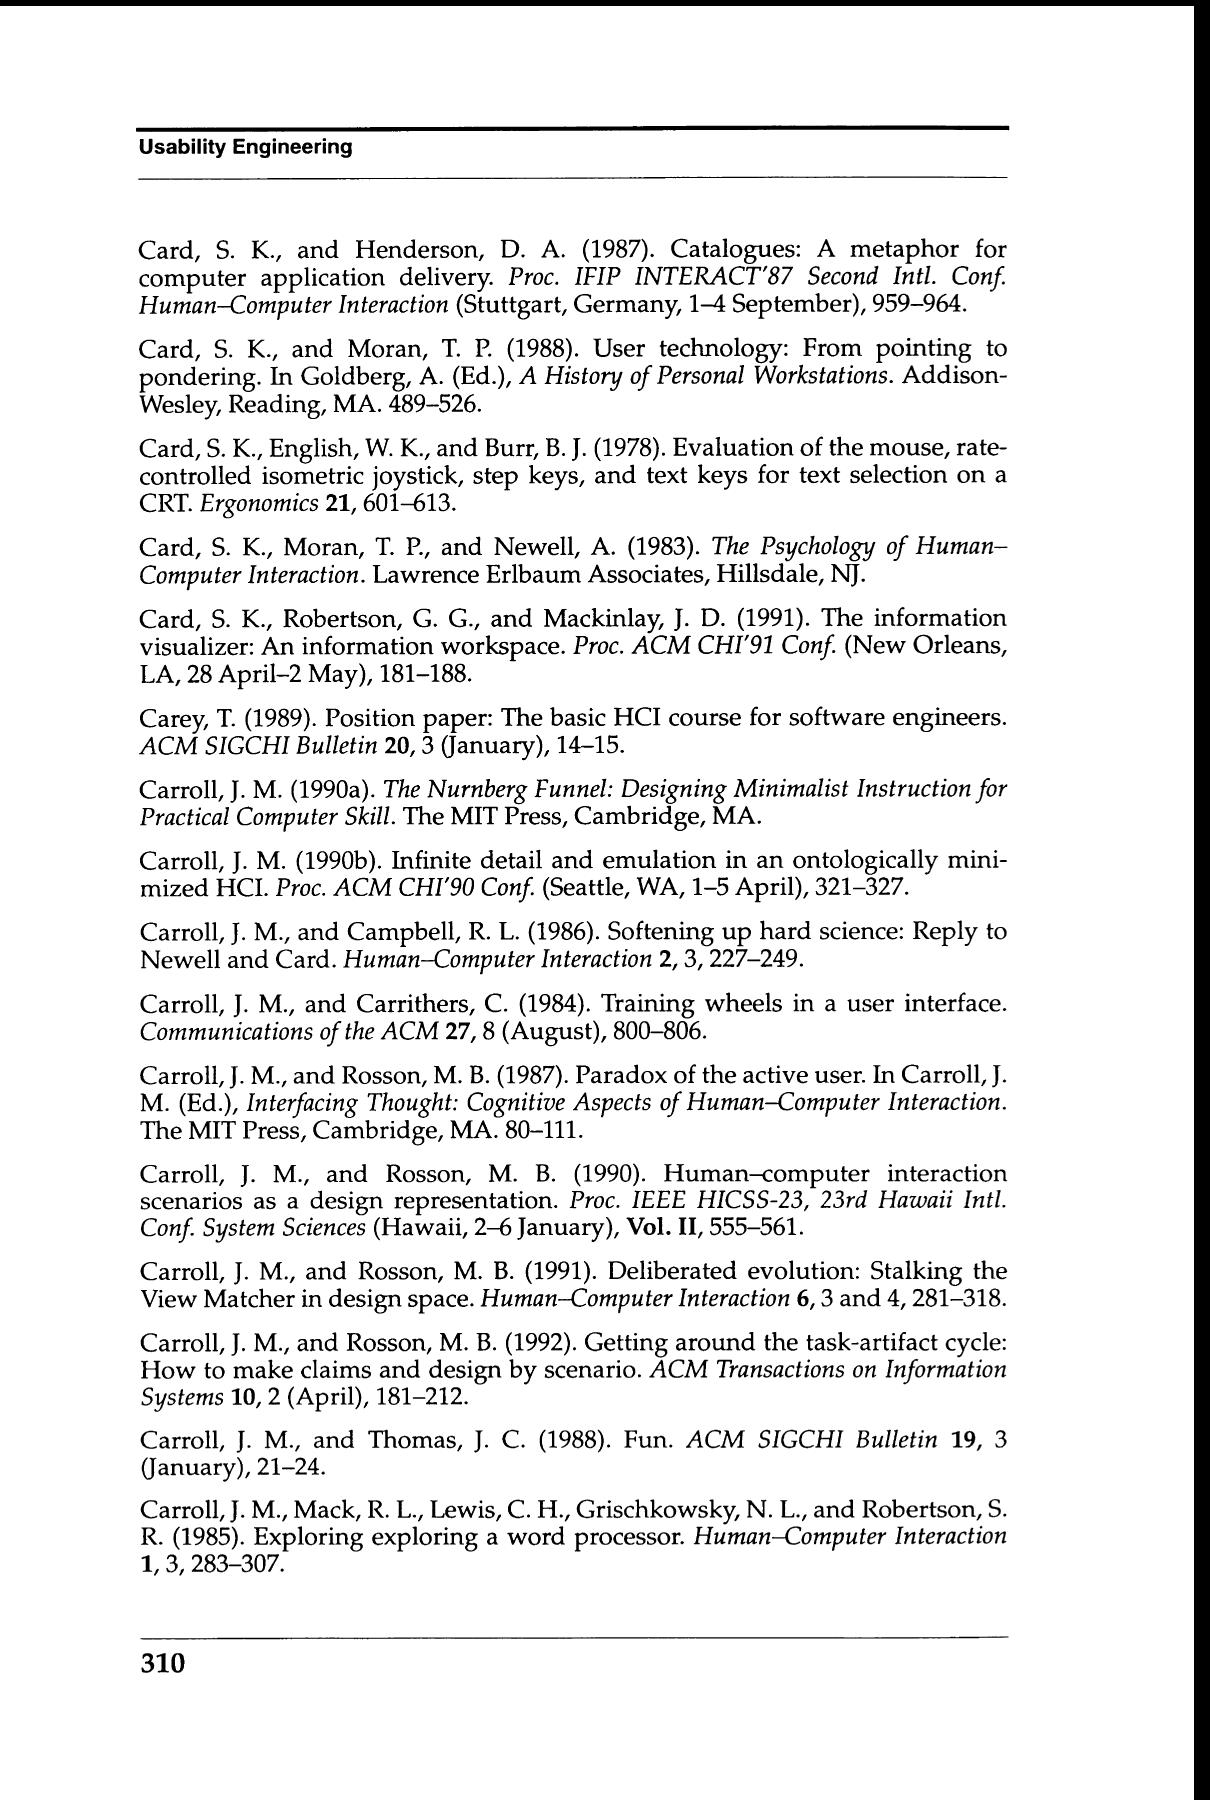 Usability Engineering
Card, S. K., and Henderson, D. A. (1987). Catalogues: A metaphor for
computer application delivery. Proc. IFIP INTERACT'87 Second Intl. Conf.
Human–Computer Interaction (Stuttgart, Germany, 1–4 September), 959–964.
Card, S. K., and Moran, T. P. (1988). User technology: From pointing to
pondering. In Goldberg, A. (Ed.), A History of Personal Workstations. Addison-
Wesley, Reading, MA. 489–526.
Card, S. K., English, W. K., and Burr, B. J. (1978). Evaluation of the mouse, rate-
controlled isometric joystick, step keys, and text keys for text selection on a
CRT. Ergonomics 21, 601–613.
Card, S. K., Moran, T. P., and Newell, A. (1983). The Psychology of Human–
Computer Interaction. Lawrence Erlbaum Associates, Hillsdale, NJ.
Card, S. K., Robertson, G. G., and Mackinlay, J. D. (1991). The information
visualizer: An information workspace. Proc. ACM CHI'91 Conf. (New Orleans,
LA, 28 April–2 May), 181–188.
Carey, T. (1989). Position paper: The basic HCI course for software engineers.
ACM SIGCHI Bulletin 20, 3 (January), 14–15.
Carroll, J. M. (1990a). The Nurnberg Funnel: Designing Minimalist Instruction for
Practical Computer Skill. The MIT Press, Cambridge, MA.
Carroll, J. M. (1990b). Infinite detail and emulation in an ontologically mini-
mized HCI. Proc. ACM CHI'90 Conf. (Seattle, WA, 1–5 April), 321–327.
Carroll, J. M., and Campbell, R. L. (1986). Softening up hard science: Reply to
Newell and Card. Human–Computer Interaction 2, 3, 227–249.
Carroll, J. M., and Carrithers, C. (1984). Training wheels in a user interface.
Communications of the ACM 27, 8 (August), 800–806.
Carroll, J. M., and Rosson, M. B. (1987). Paradox of the active user. In Carroll, J.
M. (Ed.), Interfacing Thought: Cognitive Aspects of Human–Computer Interaction.
The MIT Press, Cambridge, MA. 80–111.
Carroll, J. M., and Rosson, M. B. (1990). Human–computer interaction
scenarios as a design representation. Proc. IEEE HICSS-23, 23rd Hawaii Intl.
Conf. System Sciences (Hawaii, 2–6 January), Vol. II, 555–561.
Carroll, J. M., and Rosson, M. B. (1991). Deliberated evolution: Stalking the
View Matcher in design space. Human–Computer Interaction 6, 3 and 4, 281–318.
Carroll, J. M., and Rosson, M. B. (1992). Getting around the task-artifact cycle:
How to make claims and design by scenario. ACM Transactions on Information
Systems 10, 2 (April), 181–212.
Carroll, J. M., and Thomas, J. C. (1988). Fun. ACM SIGCHI Bulletin 19, 3
(January), 21–24.
Carroll, J. M., Mack, R. L., Lewis, C. H., Grischkowsky, N. L., and Robertson, S.
R. (1985). Exploring exploring a word processor. Human–Computer Interaction
1, 3, 283–307.
310